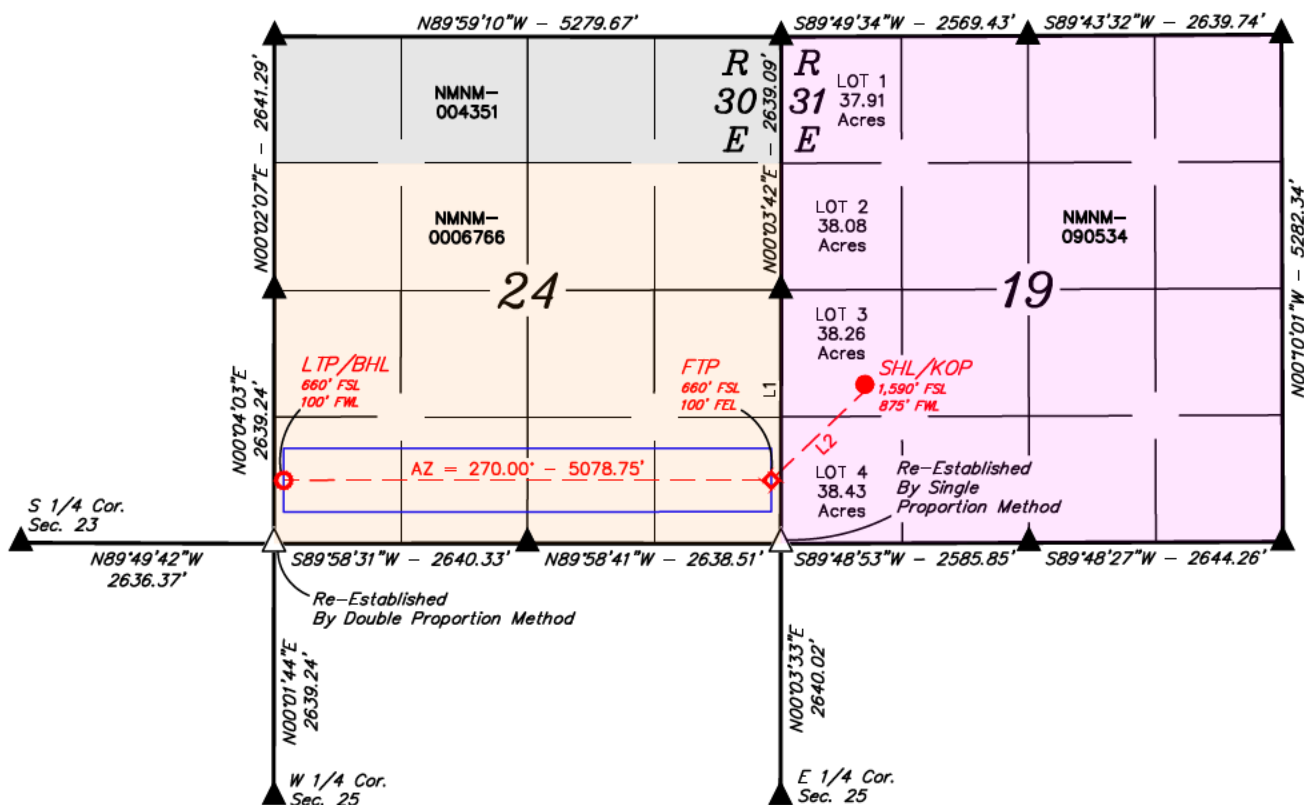 N89°59'10"W - 5279.67'
S89°49'34"W - 2569.43'
S89°43'32"W - 2639.74'
N00°02'07"E - 2641.29'
NMNM-
004351
R
30
E
N00°03'42"E - 2639.09'
R
31
E
LOT 1
37.91
Acres
NMNM-
0006766
LOT 2
38.08
Acres
NMNM-
090534
N00°10'01"W - 5282.34'
24
19
LOT 3
38.26
Acres
N00°04'03"E
2639.24'
LTP/BHL
660' FSL
100' FWL
FTP
660' FSL
100' FEL
L1
SHL/KOP
1,590' FSL
875' FWL
L2
AZ = 270.00° - 5078.75'
LOT 4
38.43
Acres
Re-Established
By Single
Proportion Method
S 1/4 Cor.
Sec. 23
N89°49'42"W
2636.37'
S89°58'31"W - 2640.33'
N89°58'41"W - 2638.51'
S89°48'53"W - 2585.85'
S89°48'27"W - 2644.26'
Re-Established
By Double Proportion Method
N00°01'44"E
2639.24'
N00°03'33"E
2640.02'
W 1/4 Cor.
Sec. 25
E 1/4 Cor.
Sec. 25